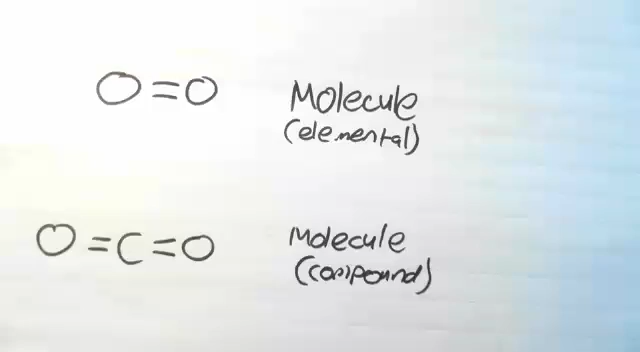 O=O
Molecule
(elemental)
O=C=O
Molecule
(compound)